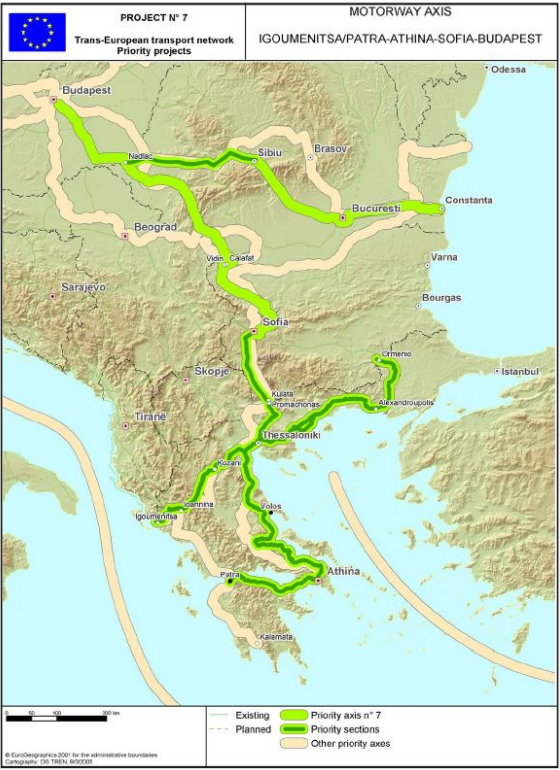 PROJECT N° 7
Trans-European transport network
Priority projects
MOTORWAY AXIS
IGOUMENITSA/PATRA-ATHINA-SOFIA-BUDAPEST
Odessa
Budapest
Nadlac
Sibiu
Brasov
Bucuresti
Constanta
Beograd
Vidin
Calafat
Varna
Sarajevo
Bourgas
Sofia
Ormenio
Istanbul
Skopje
Kulata
Promachonas
Alexandroupolis
Tiranë
Thessaloniki
Kozani
Ioannina
Igoumenitsa
Volos
Patra
Athina
Kalamata
0 50 100 200 km
Existing
Planned
Priority axis n° 7
Priority sections
Other priority axes
© EuroGeographics 2001 for the administrative boundaries
Cartography: DG TREN, 8/3/2005